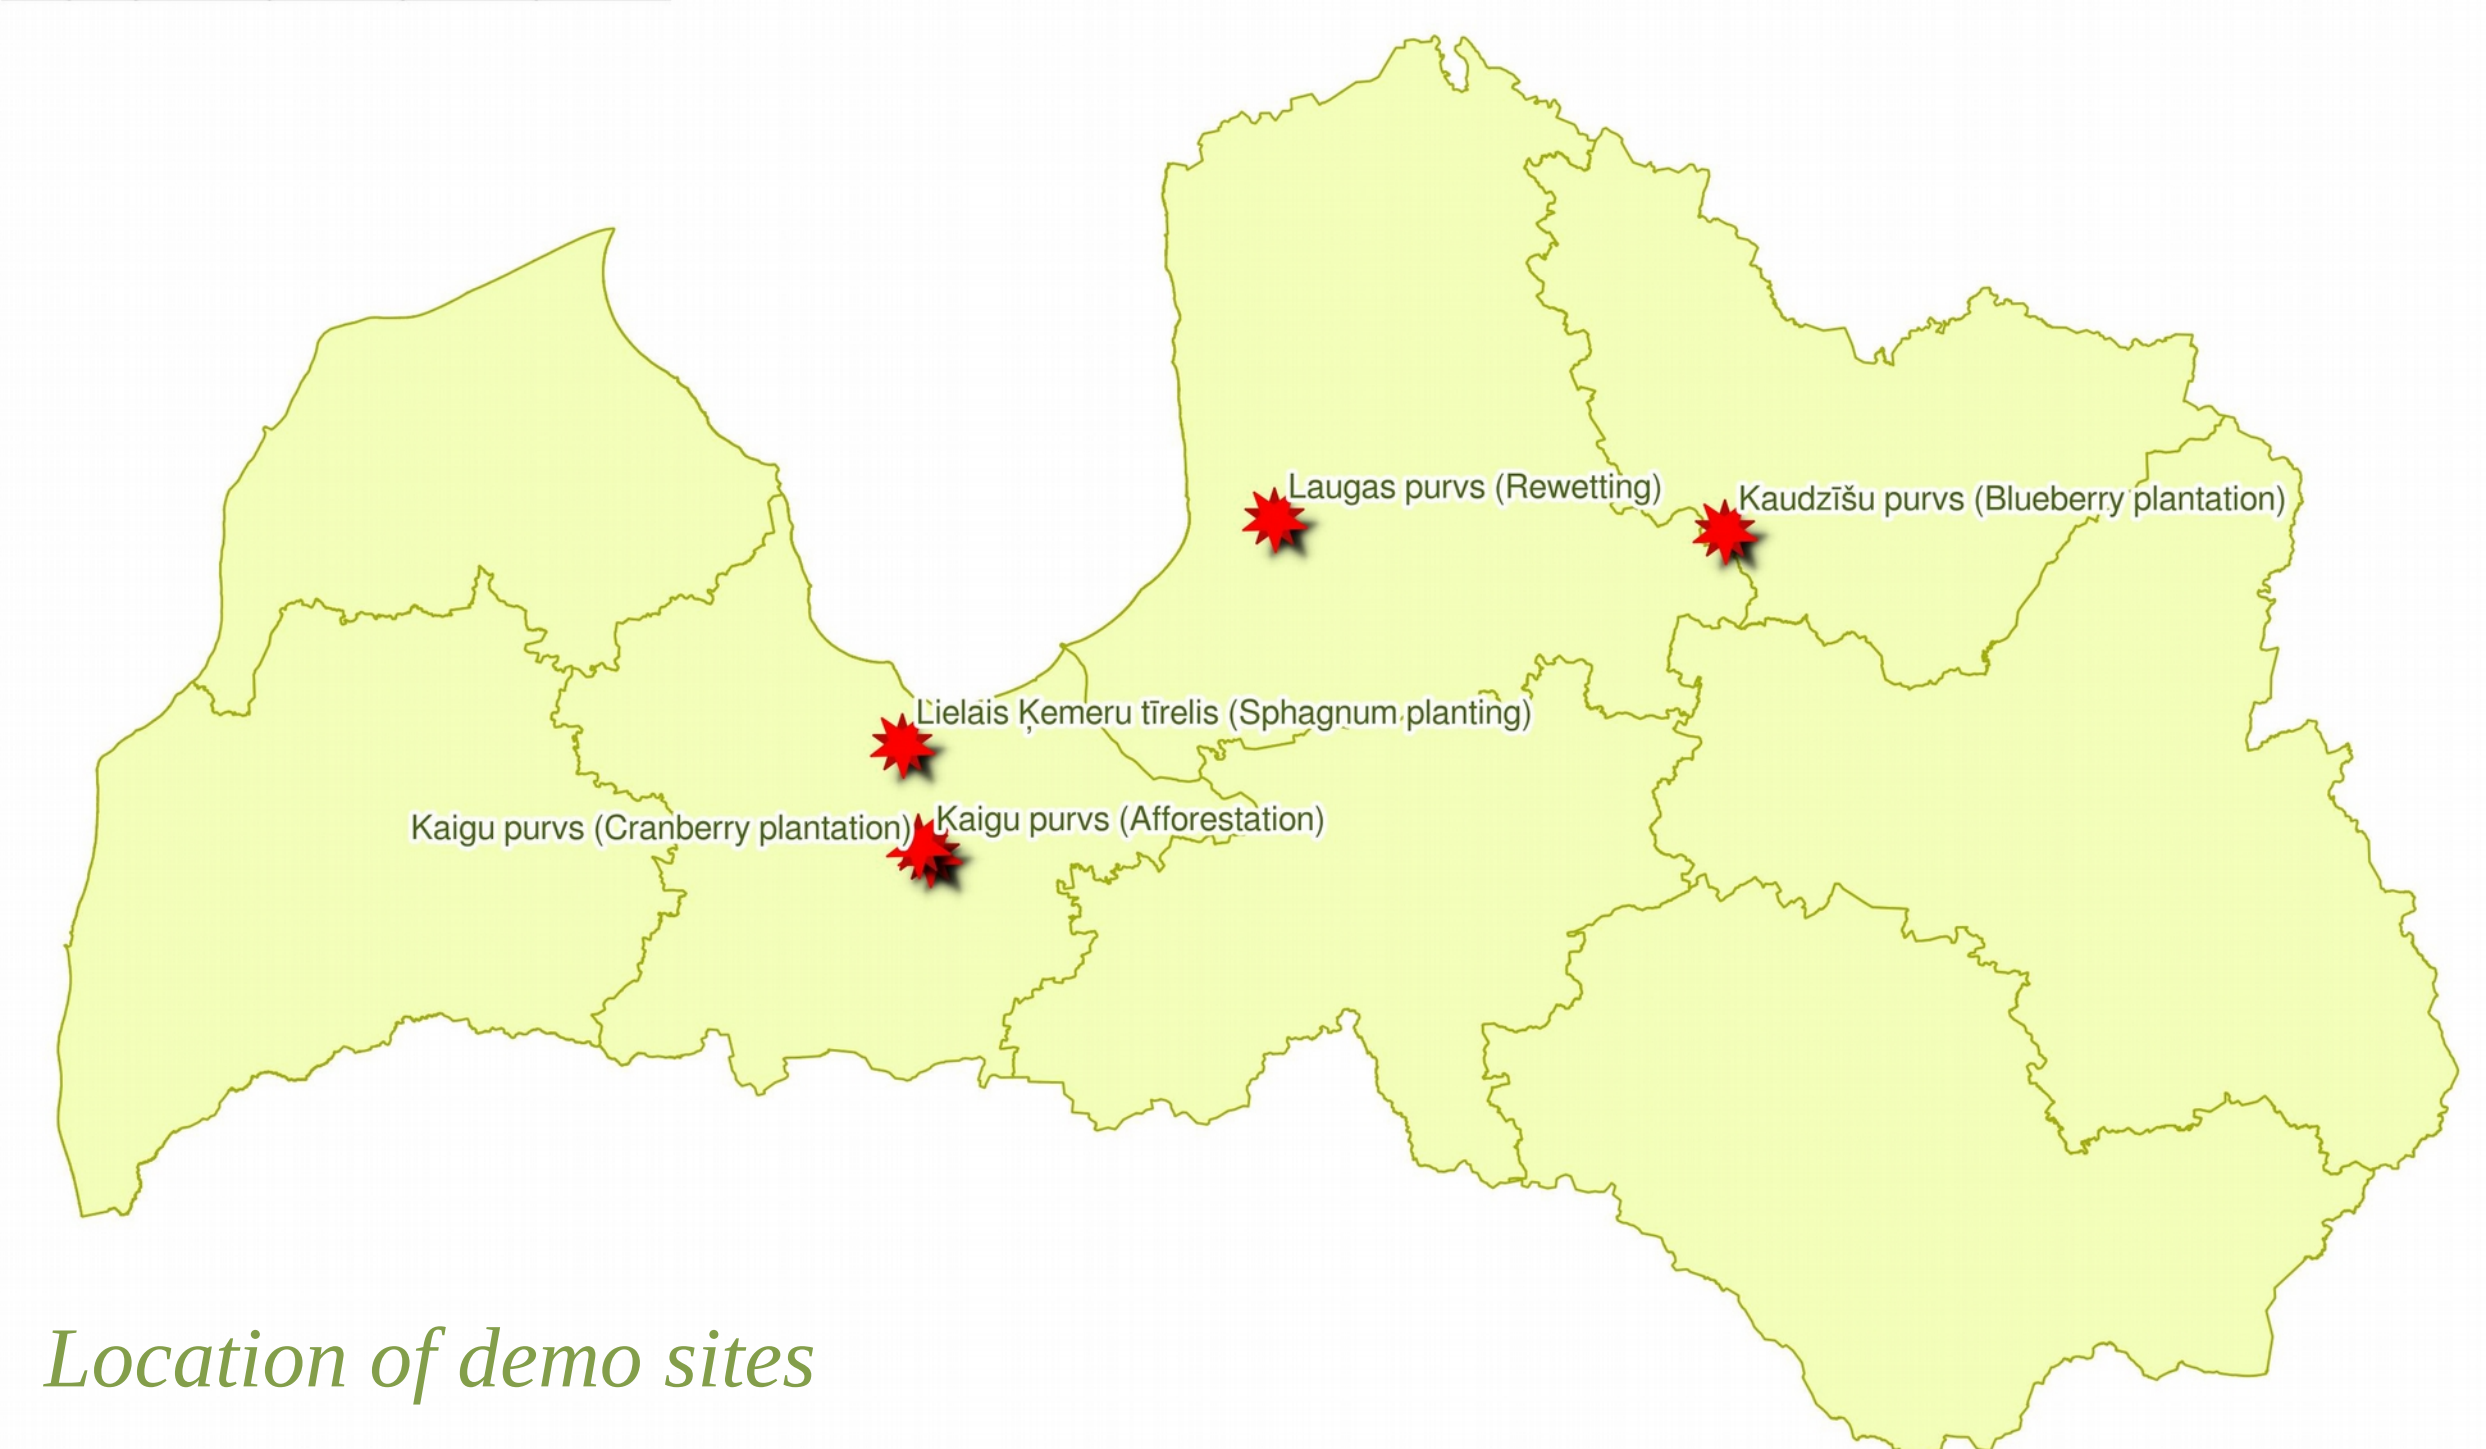 Laugas purvs (Rewetting)
Kaudzīšu purvs (Blueberry plantation)
Lielais Ķemeru tīrelis (Sphagnum planting)
Kaigu purvs (Cranberry plantation)
Kaigu purvs (Afforestation)
Location of demo sites